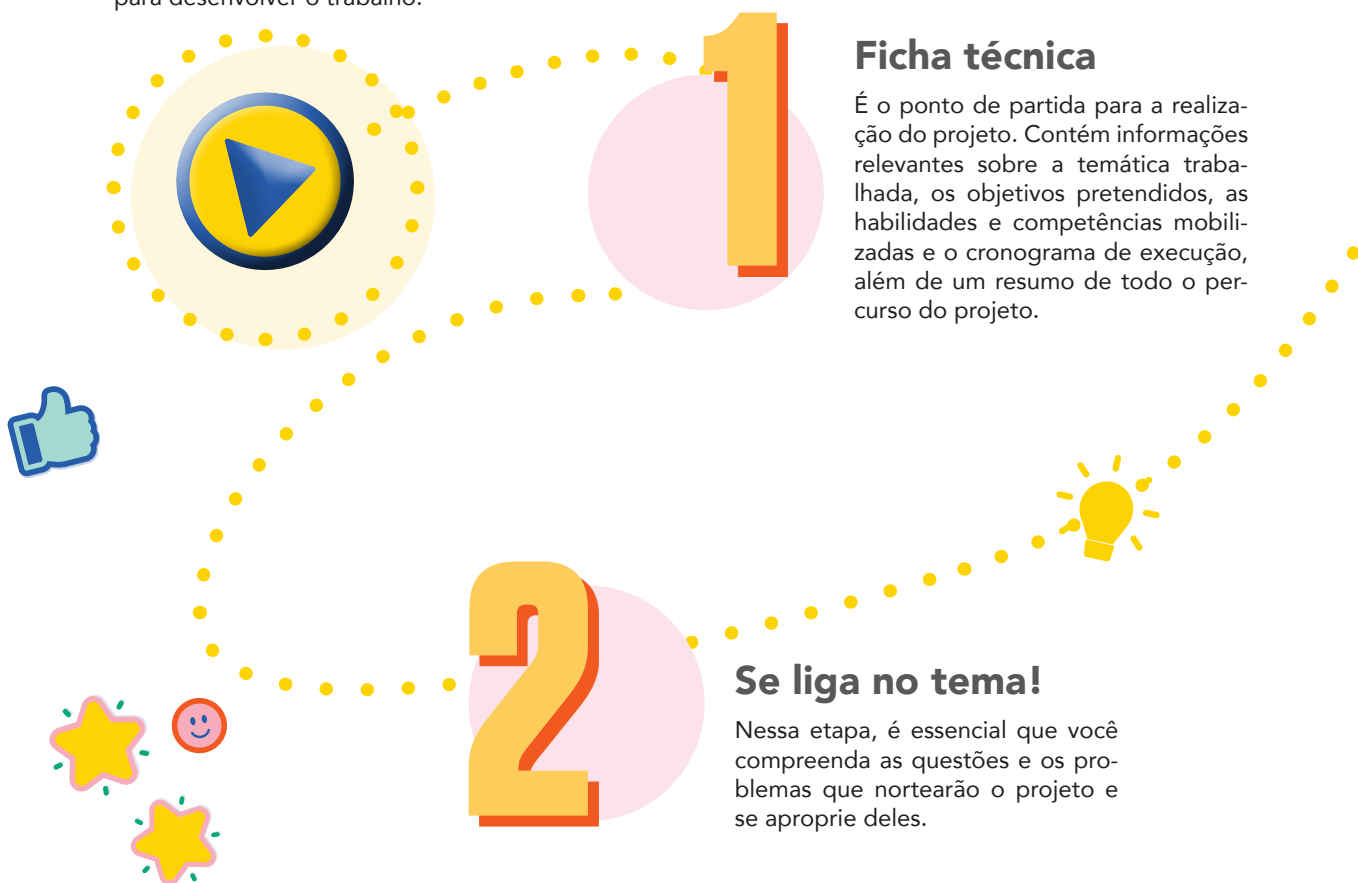 para desenvolver o trabalho.
1
Ficha técnica
É o ponto de partida para a realiza-
ção do projeto. Contém informações
relevantes sobre a temática traba-
lhada, os objetivos pretendidos, as
habilidades e competências mobili-
zadas e o cronograma de execução,
além de um resumo de todo o per-
curso do projeto.
2
Se liga no tema!
Nessa etapa, é essencial que você
compreenda as questões e os pro-
blemas que nortearão o projeto e
se aproprie deles.